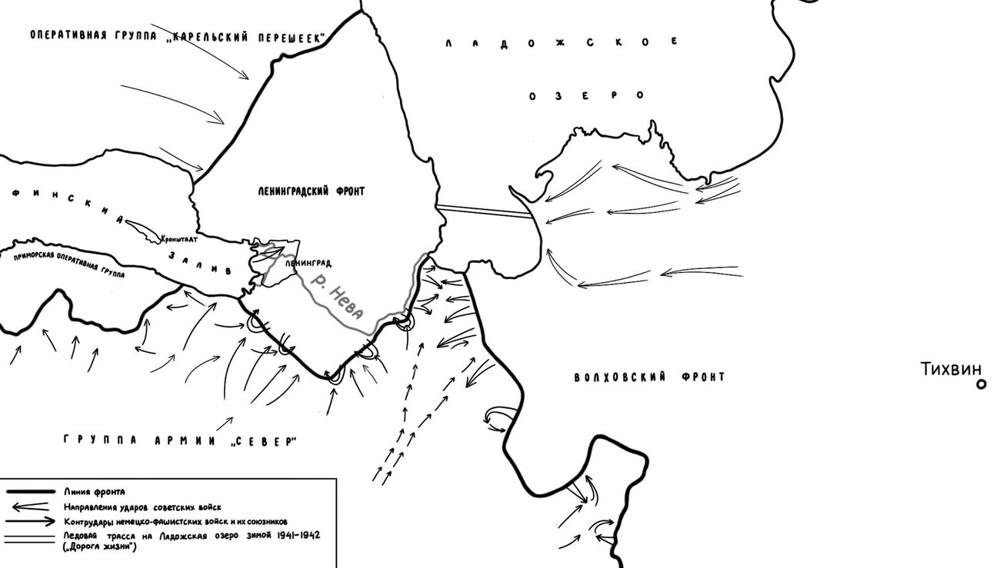 ОПЕРАТИВНАЯ ГРУППА „КАРЕЛЬСКИЙ ПЕРЕШЕЕК"
ЛАДОЖСКОЕ
ОЗЕРО
ЛЕНИНГРАДСКИЙ ФРОНТ
ФИНСКИЙ
Кронштадт
ЗАЛИВ
ПРИМОРСКАЯ ОПЕРАТИВНАЯ ГРУППА
ЛЕНИНГРАД
Р. Нева
Тихвин
ВОЛХОВСКИЙ ФРОНТ
ГРУППА АРМИИ „СЕВЕР"
Линия фронта
Направления ударов советских войск
Контрудары немецко-фашистских войск и их союзников
Ледовая трасса на Ладожская озеро зимой 1941-1942
(„Дорога жизни")